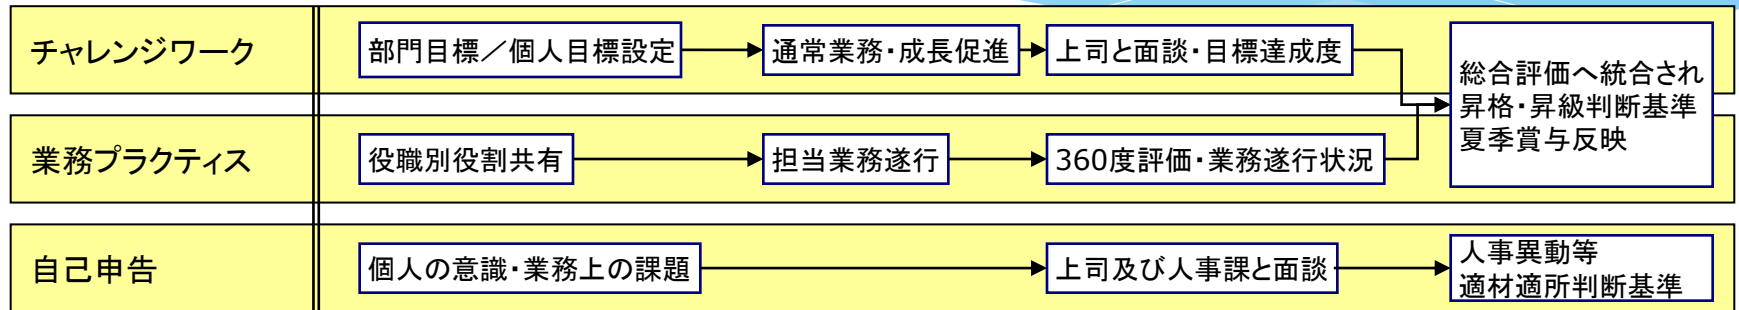 チャレンジワーク
部門目標／個人目標設定
通常業務・成長促進
上司と面談・目標達成度
総合評価へ統合され
昇格・昇級判断基準
夏季賞与反映
業務プラクティス
役職別役割共有
担当業務遂行
360度評価・業務遂行状況
自己申告
個人の意識・業務上の課題
上司及び人事課と面談
人事異動等
適材適所判断基準